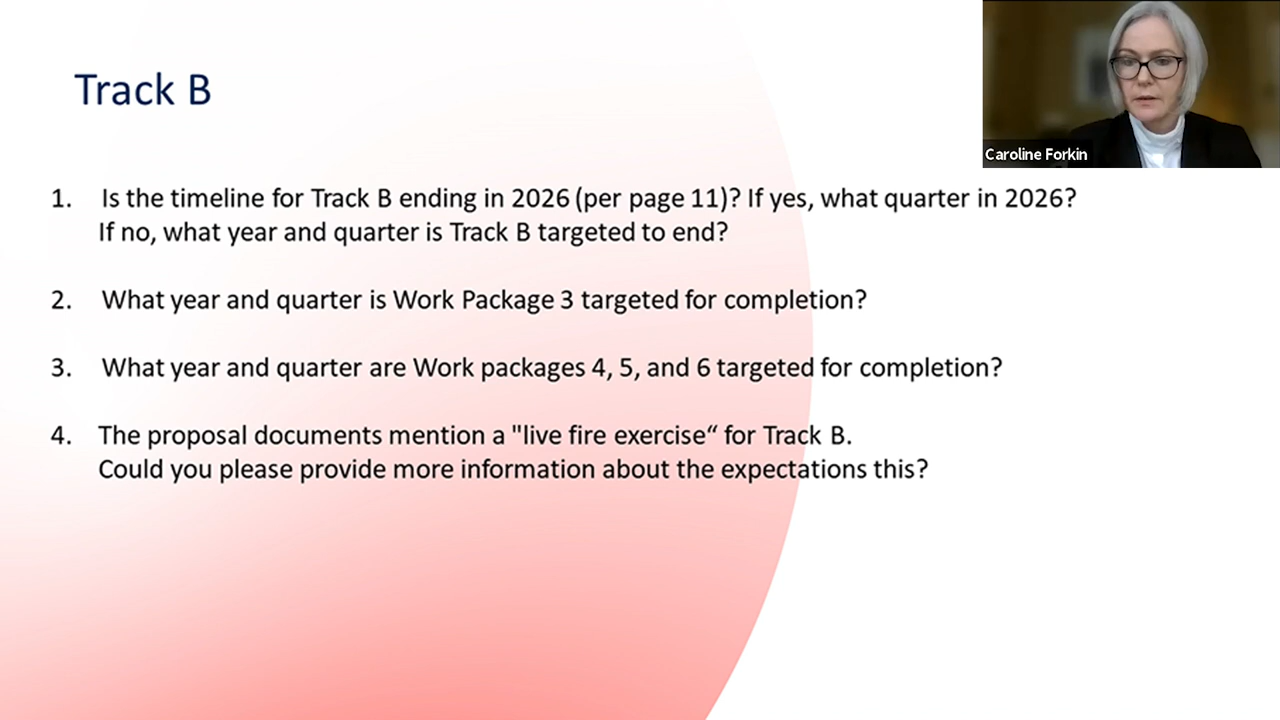 Track B
Caroline Forkin
1. Is the timeline for Track B ending in 2026 (per page 11)? If yes, what quarter in 2026?
If no, what year and quarter is Track B targeted to end?
2. What year and quarter is Work Package 3 targeted for completion?
3. What year and quarter are Work packages 4, 5, and 6 targeted for completion?
4. The proposal documents mention a "live fire exercise“ for Track B.
Could you please provide more information about the expectations this?